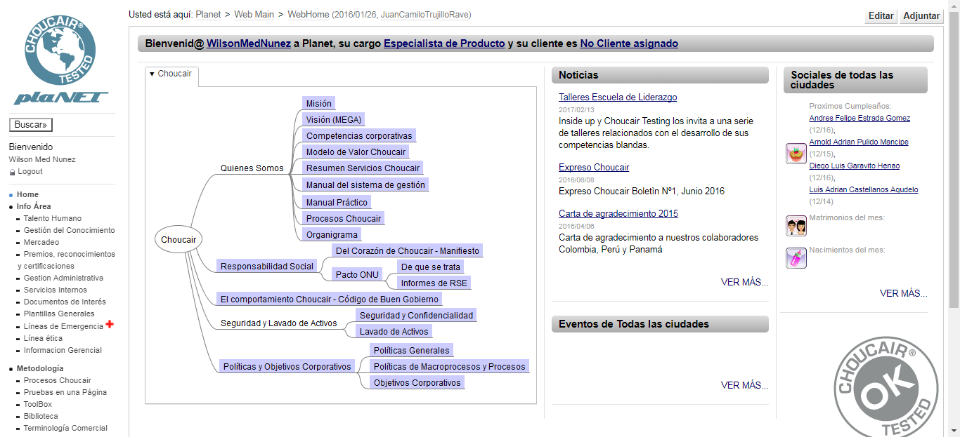 Usted está aquí: Planet > Web Main > WebHome (2016/01/26, JuanCamiloTrujilloRave)
Editar
Adjuntar
CHOUCAIR®
TESTED
plaNET
Buscar»
Bienvenido
Wilson Med Nunez
Logout
Home
Info Área
Talento Humano
Gestión del Conocimiento
Mercadeo
Premios, reconocimientos
y certificaciones
Gestion Administrativa
Servicios Internos
Documentos de Interés
Plantillas Generales
Líneas de Emergencia
Línea ética
Informacion Gerencial
Metodología
Procesos Choucair
Pruebas en una Página
ToolBox
Biblioteca
Terminología Comercial
Bienvenid@ WilsonMedNunez a Planet, su cargo Especialista de Producto y su cliente es No Cliente asignado
▼ Choucair
Choucair
Quienes Somos
Misión
Visión (MEGA)
Competencias corporativas
Modelo de Valor Choucair
Resumen Servicios Choucair
Manual del sistema de gestión
Manual Práctico
Procesos Choucair
Organigrama
Responsabilidad Social
Del Corazón de Choucair - Manifiesto
Pacto ONU
De que se trata
Informes de RSE
El comportamiento Choucair - Código de Buen Gobierno
Seguridad y Lavado de Activos
Seguridad y Confidencialidad
Lavado de Activos
Políticas y Objetivos Corporativos
Políticas Generales
Políticas de Macroprocesos y Procesos
Objetivos Corporativos
Noticias
Talleres Escuela de Liderazgo
2017/02/13
Inside up y Choucair Testing los invita a una serie
de talleres relacionados con el desarrollo de sus
competencias blandas.
Expreso Choucair
2016/08/08
Expreso Choucair Boletín Nº1, Junio 2016
Carta de agradecimiento 2015
2016/04/06
Carta de agradecimiento a nuestros colaboradores
Colombia, Perú y Panamá
VER MÁS...
Eventos de Todas las ciudades
VER MÁS...
Sociales de todas las
ciudades
Proximos Cumpleaños:
Andres Felipe Estrada Gomez
(12/16),
Arnold Adrian Pulido Mancipe
(12/15),
Diego Luis Garavito Henao
(12/16),
Luis Adrian Castellanos Agudelo
(12/14)
Matrimonios del mes:
Nacimientos del mes:
VER MÁS...
CHOUCAIR®
OK
TESTED